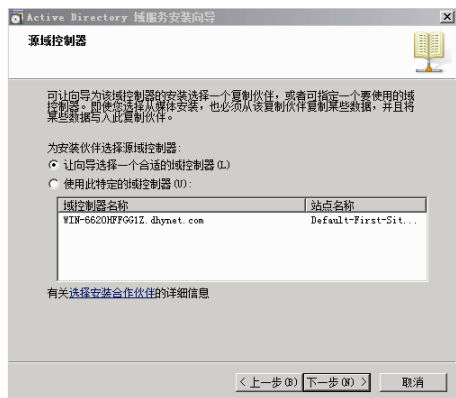 Active Directory 域服务安装向导
源域控制器
可让向导为该域控制器的安装选择一个复制伙伴，或者可指定一个要使用的域
控制器。即使您选择从媒体安装，也必须从该复制伙伴复制某些数据，并且将
某些数据写入此复制伙伴。
为安装伙伴选择源域控制器:
让向导选择一个合适的域控制器(L)
使用此特定的域控制器(U):
域控制器名称 站点名称
WIN-662OHFFGG1Z.dhynet.com Default-First-Sit...
有关选择安装合作伙伴的详细信息
< 上一步(B) 下一步(N) > 取消